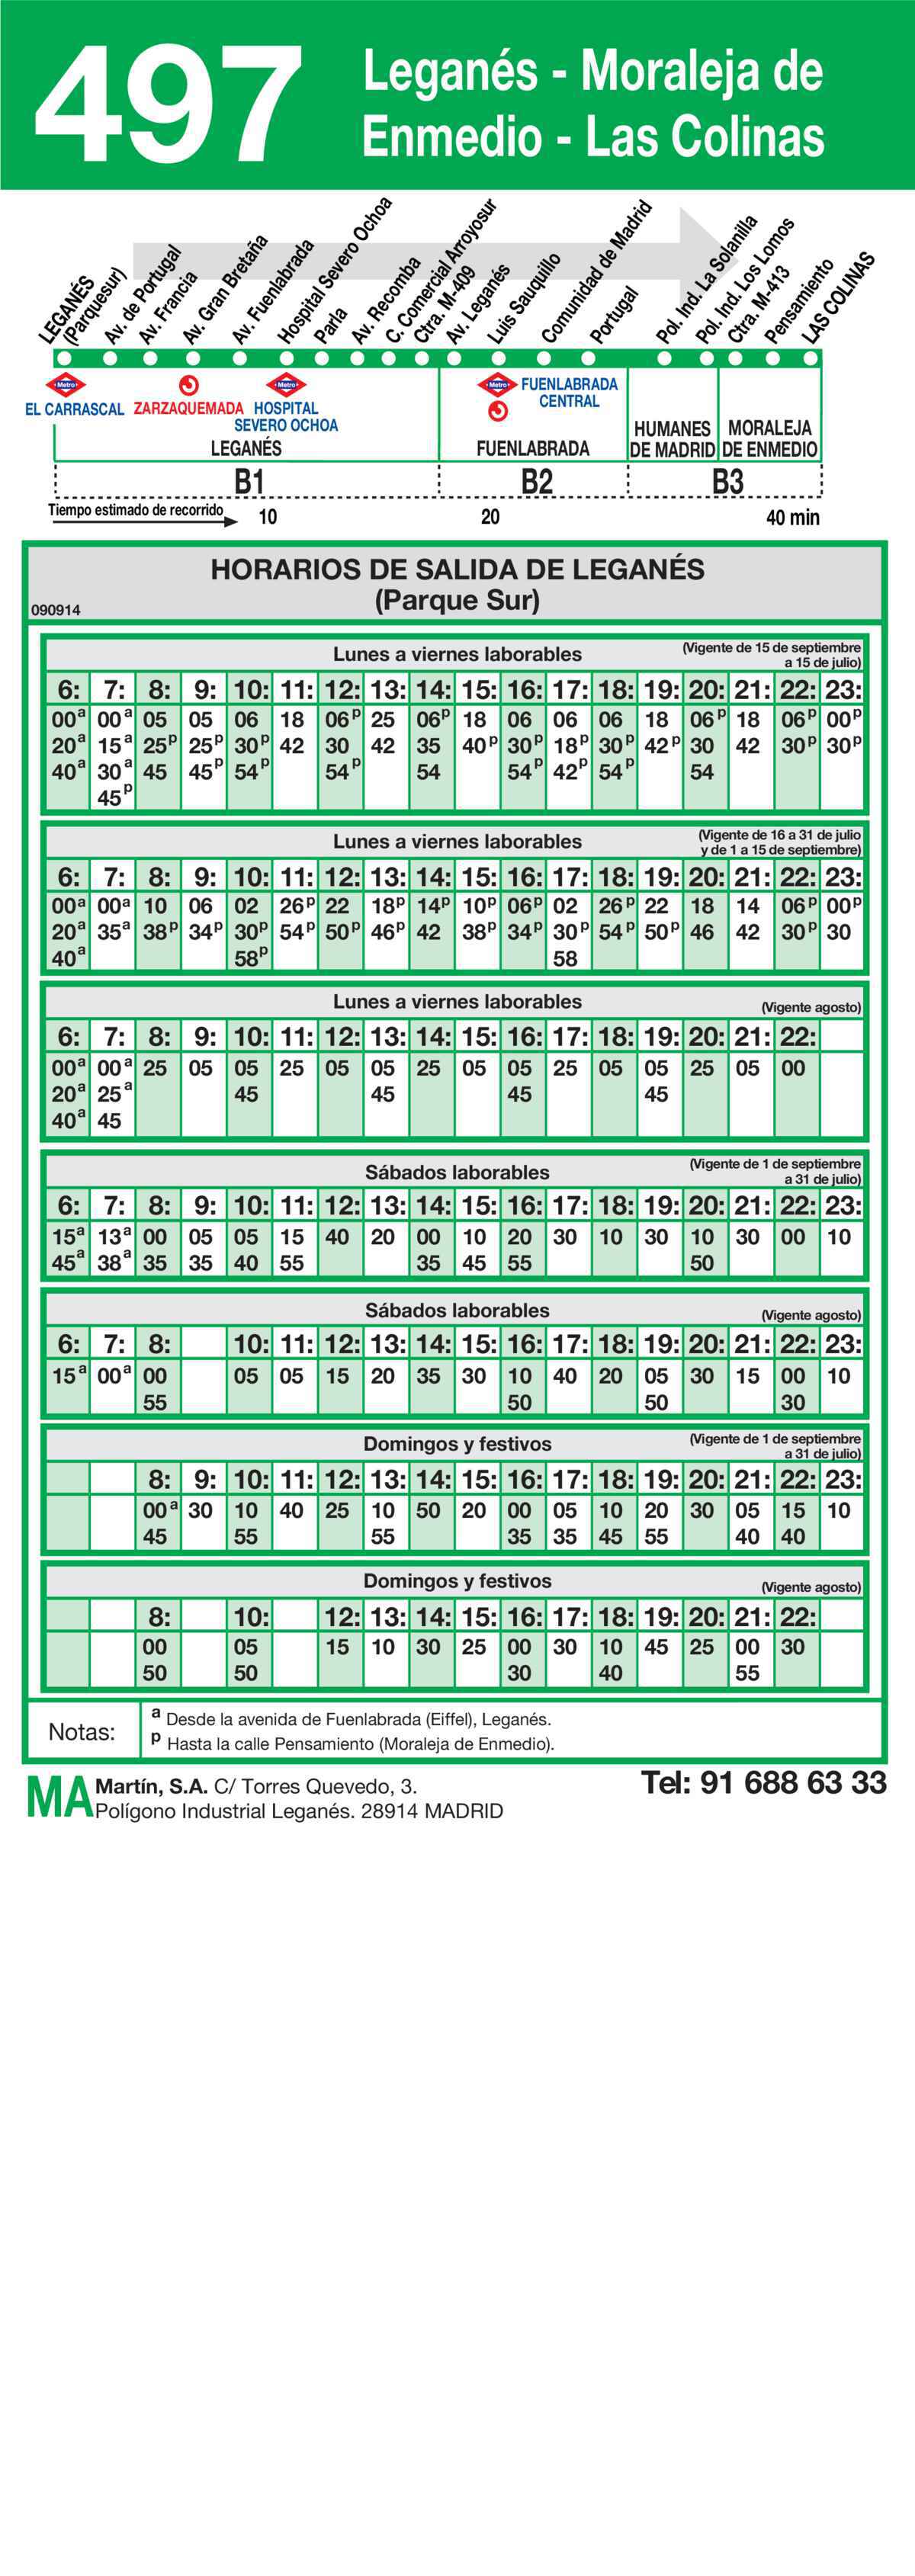 497
Leganés - Moraleja de
Enmedio - Las Colinas
LEGANÉS
(Parquesur)
Av. de Portugal
Av. Francia
Av. Gran Bretaña
Av. Fuenlabrada
Hospital Severo Ochoa
Parla
Av. Recomba
C. Comercial Arroyosur
Ctra. M-409
Av. Leganés
Luis Sauquillo
Comunidad de Madrid
Portugal
Pol. Ind. La Solanilla
Pol. Ind. Los Lomos
Ctra. M-413
Pensamiento
LAS COLINAS
Metro Metro Metro
EL CARRASCAL ZARZAQUEMADA HOSPITAL
SEVERO OCHOA
FUENLABRADA
CENTRAL
LEGANÉS FUENLABRADA
HUMANES
DE MADRID
MORALEJA
DE ENMEDIO
B1 B2 B3
Tiempo estimado de recorrido 10 20 40 min
HORARIOS DE SALIDA DE LEGANÉS
(Parque Sur)
090914
Lunes a viernes laborables (Vigente de 15 de septiembre
a 15 de julio)
6: 7: 8: 9: 10: 11: 12: 13: 14: 15: 16: 17: 18: 19: 20: 21: 22: 23:
00a 00a 05 05 06 18 06p 25 06p 18 06 06 06 18 06p 18 06p 00p
20a 15a 25p 25p 30p 42 30 42 35 40p 30p 18p 30p 42p 30 42 30p 30p
40a 30a 45 45p 54p 54p 54 54p 42p 54p 54
45p
Lunes a viernes laborables (Vigente de 16 a 31 de julio
y de 1 a 15 de septiembre)
6: 7: 8: 9: 10: 11: 12: 13: 14: 15: 16: 17: 18: 19: 20: 21: 22: 23:
00a 00a 10 06 02 26p 22 18p 14p 10p 06p 02 26p 22 18 14 06p 00p
20a 35a 38p 34p 30p 54p 50p 46p 42 38p 34p 30p 54p 50p 46 42 30p 30
40a 58p 58
Lunes a viernes laborables (Vigente agosto)
6: 7: 8: 9: 10: 11: 12: 13: 14: 15: 16: 17: 18: 19: 20: 21: 22:
00a 00a 25 05 05 25 05 05 25 05 05 25 05 05 25 05 00
20a 25a 45 45 45 45
40a 45
Sábados laborables (Vigente de 1 de septiembre
a 31 de julio)
6: 7: 8: 9: 10: 11: 12: 13: 14: 15: 16: 17: 18: 19: 20: 21: 22: 23:
15a 13a 00 05 05 15 40 20 00 10 20 30 10 30 10 30 00 10
45a 38a 35 35 40 55 35 45 55 50
Sábados laborables (Vigente agosto)
6: 7: 8: 10: 11: 12: 13: 14: 15: 16: 17: 18: 19: 20: 21: 22: 23:
15a 00a 00 05 05 15 20 35 30 10 40 20 05 30 15 00 10
55 50 50 30
Domingos y festivos (Vigente de 1 de septiembre
a 31 de julio)
8: 9: 10: 11: 12: 13: 14: 15: 16: 17: 18: 19: 20: 21: 22: 23:
00a 30 10 40 25 10 50 20 00 05 10 20 30 05 15 10
45 55 55 35 35 45 55 40 40
Domingos y festivos (Vigente agosto)
8: 10: 12: 13: 14: 15: 16: 17: 18: 19: 20: 21: 22:
00 05 15 10 30 25 00 30 10 45 25 00 30
50 50 30 40 55
Notas:
a Desde la avenida de Fuenlabrada (Eiffel), Leganés.
p Hasta la calle Pensamiento (Moraleja de Enmedio).
MA Martín, S.A. C/ Torres Quevedo, 3.
Polígono Industrial Leganés. 28914 MADRID
Tel: 91 688 63 33